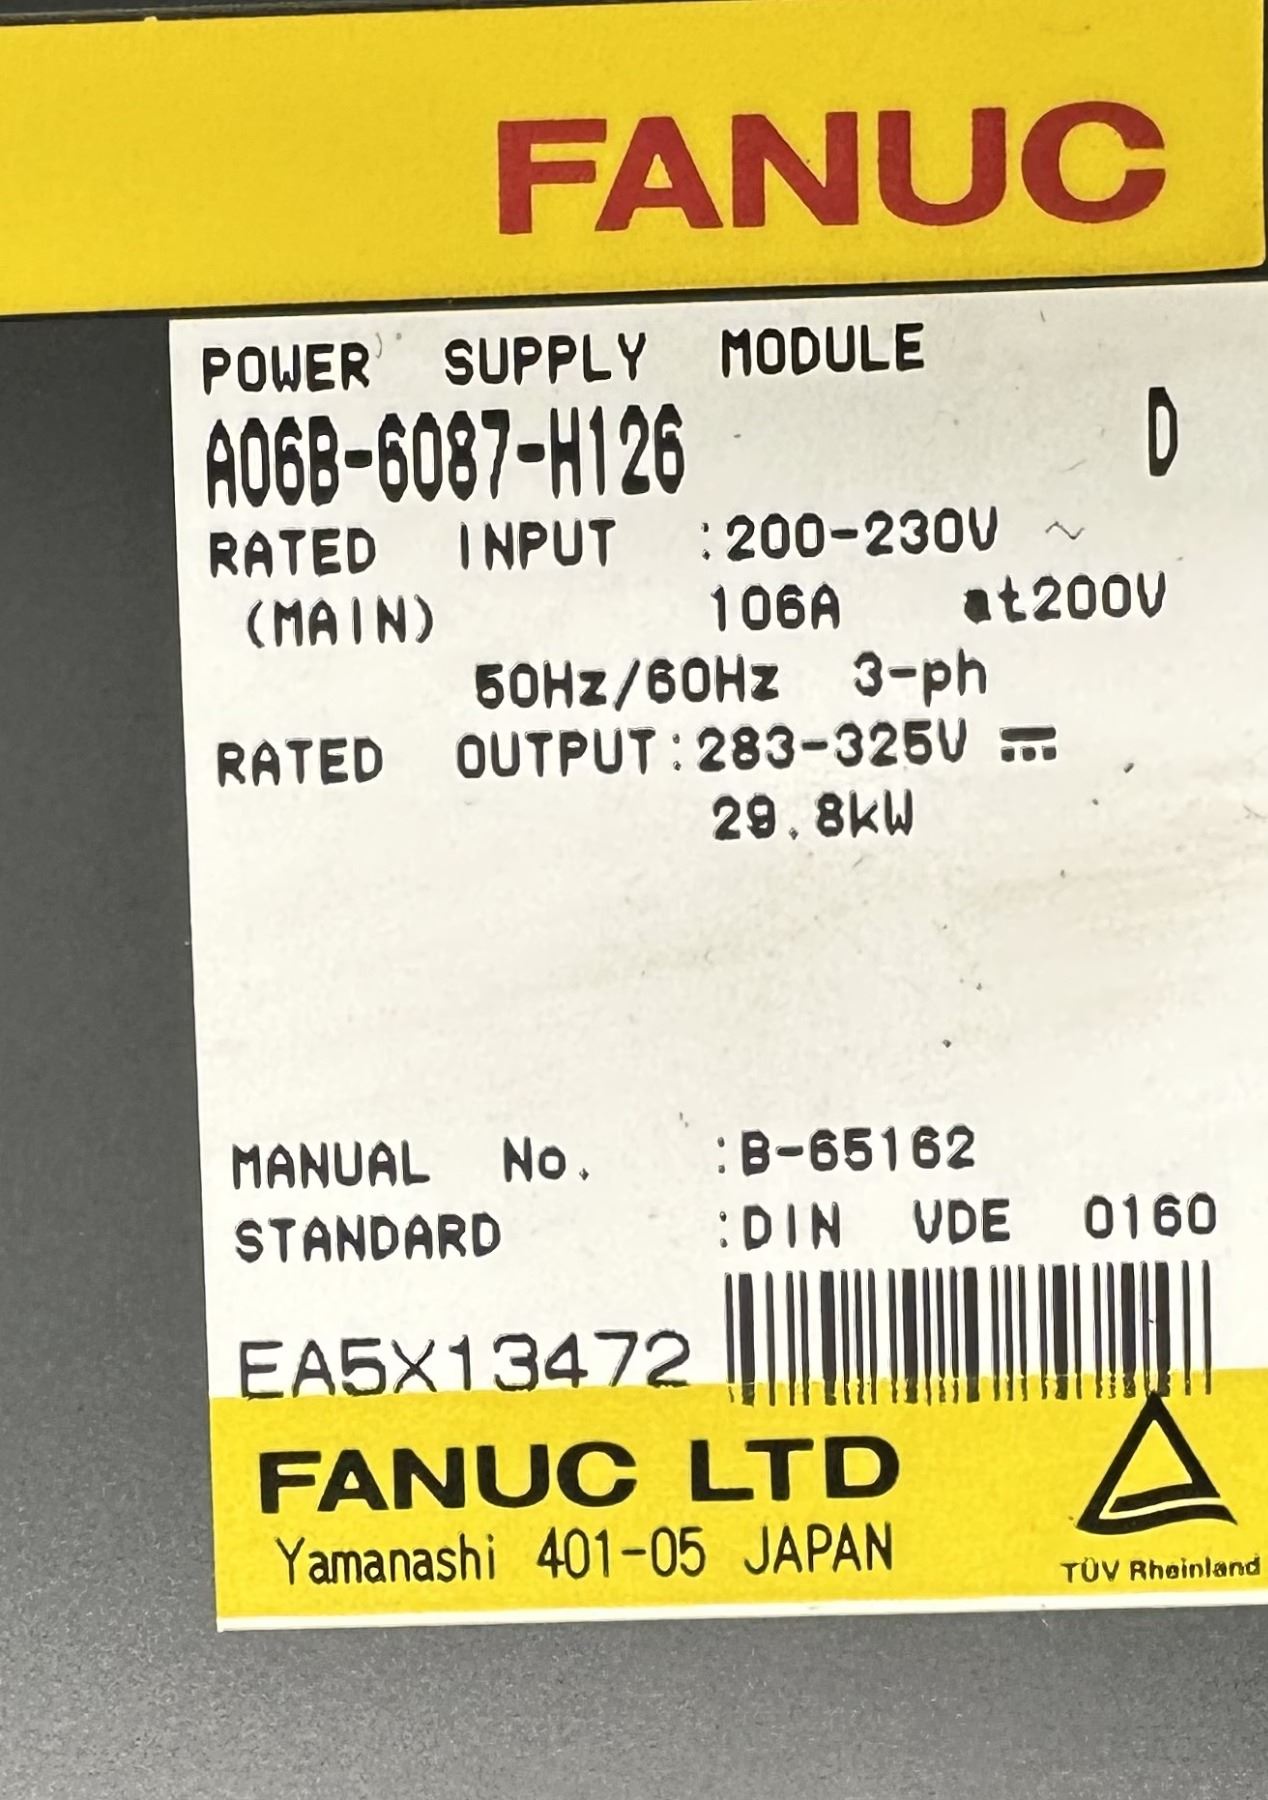 FANUC
POWER SUPPLY MODULE
A06B-6087-H126 D
RATED INPUT :200-230V ~
(MAIN) 106A at200V
50Hz/60Hz 3-ph
RATED OUTPUT:283-325V ⎓
29.8kW
MANUAL No. :B-65162
STANDARD :DIN VDE 0160
EA5X13472
FANUC LTD
Yamanashi 401-05 JAPAN
TÜV Rheinland